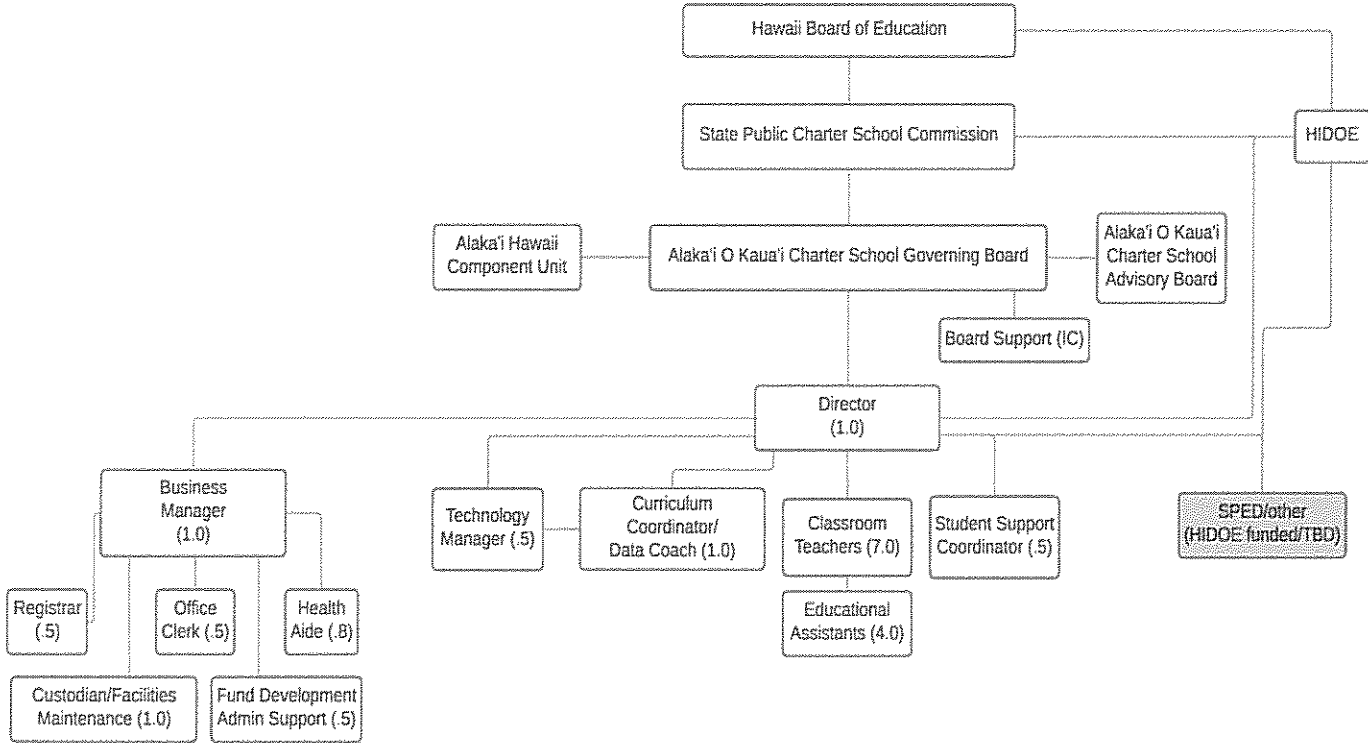 Hawaii Board of Education
State Public Charter School Commission
HIDOE
Alaka'i Hawaii
Component Unit
Alaka'i O Kaua'i Charter School Governing Board
Alaka'i O Kaua'i
Charter School
Advisory Board
Board Support (IC)
Director
(1.0)
Business
Manager
(1.0)
Technology
Manager (.5)
Curriculum
Coordinator/
Data Coach (1.0)
Classroom
Teachers (7.0)
Student Support
Coordinator (.5)
SPED/other
(HIDOE funded/TBD)
Registrar
(.5)
Office
Clerk (.5)
Health
Aide (.8)
Educational
Assistants (4.0)
Custodian/Facilities
Maintenance (1.0)
Fund Development
Admin Support (.5)